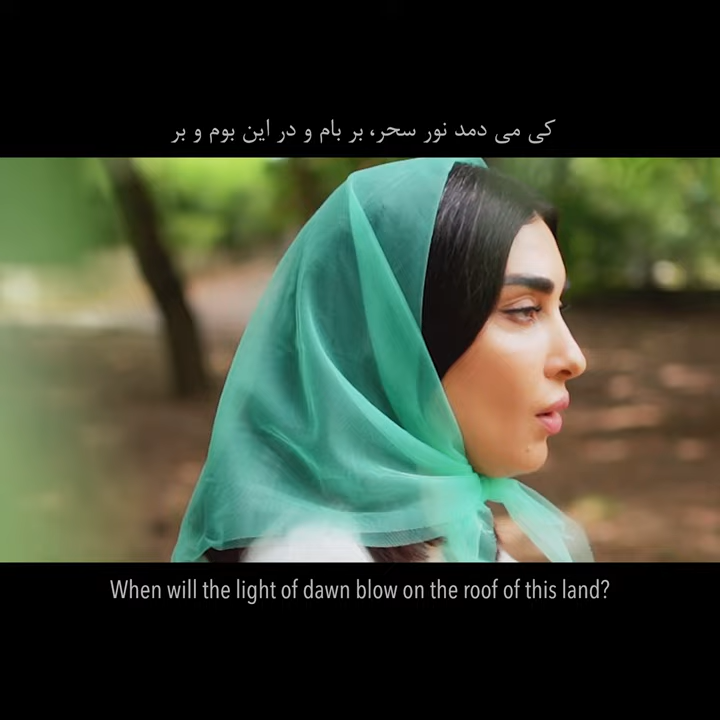 کی می دمد نور سحر، بر بام و در این بوم و بر
When will the light of dawn blow on the roof of this land?